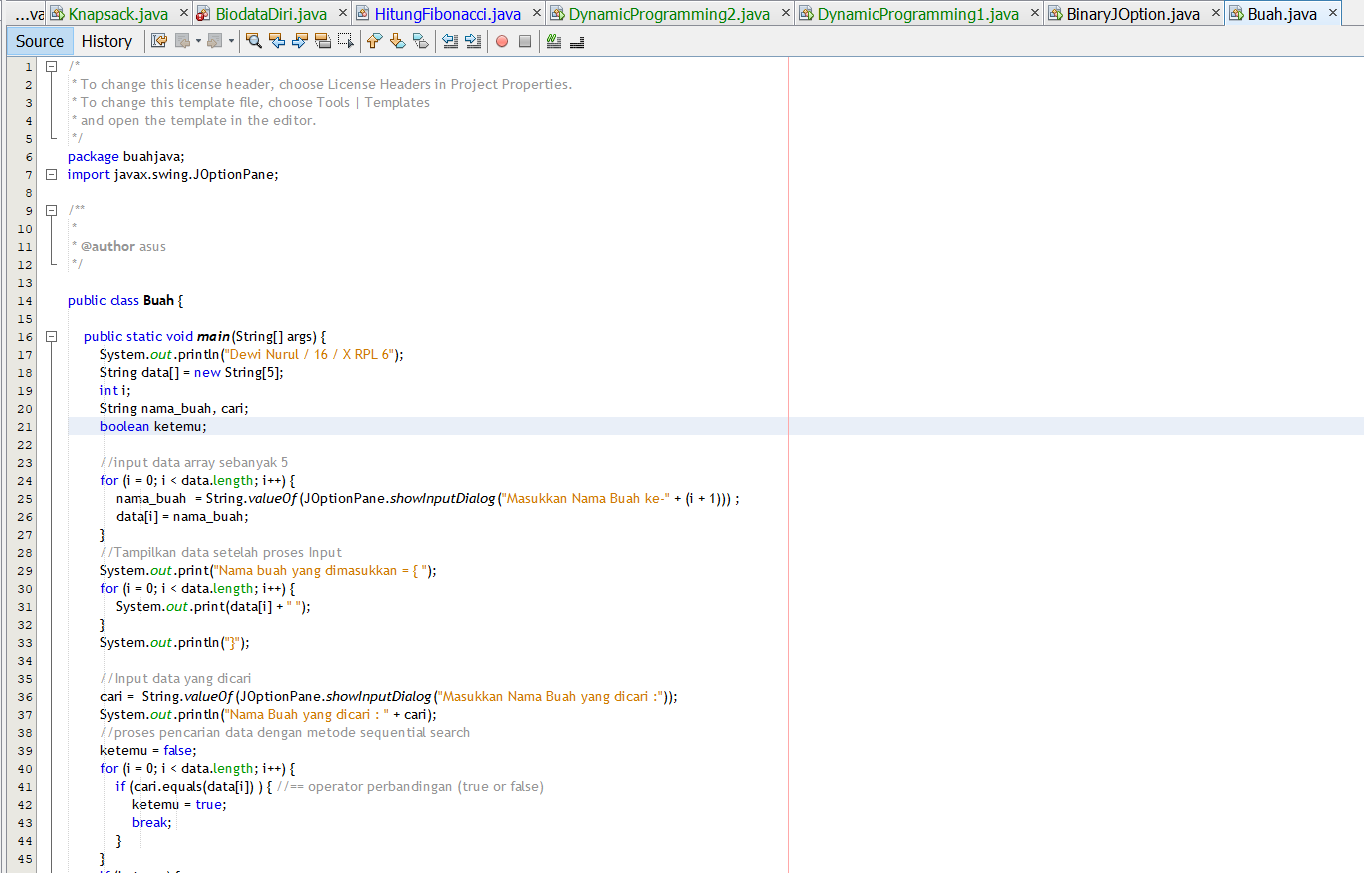 ...va Knapsack.java BiodataDiri.java HitungFibonacci.java DynamicProgramming2.java DynamicProgramming1.java BinaryJOption.java Buah.java
Source History
1 /*
2 * To change this license header, choose License Headers in Project Properties.
3 * To change this template file, choose Tools | Templates
4 * and open the template in the editor.
5 */
6 package buahjava;
7 import javax.swing.JOptionPane;
8
9 /**
10 *
11 * @author asus
12 */
13
14 public class Buah {
15
16 public static void main(String[] args) {
17 System.out.println("Dewi Nurul / 16 / X RPL 6");
18 String data[] = new String[5];
19 int i;
20 String nama_buah, cari;
21 boolean ketemu;
22
23 //input data array sebanyak 5
24 for (i = 0; i < data.length; i++) {
25 nama_buah  = String.valueOf(JOptionPane.showInputDialog("Masukkan Nama Buah ke-" + (i + 1))) ;
26 data[i] = nama_buah;
27 }
28 //Tampilkan data setelah proses Input
29 System.out.print("Nama buah yang dimasukkan = { ");
30 for (i = 0; i < data.length; i++) {
31 System.out.print(data[i] + " ");
32 }
33 System.out.println("}");
34
35 //Input data yang dicari
36 cari =  String.valueOf(JOptionPane.showInputDialog("Masukkan Nama Buah yang dicari :"));
37 System.out.println("Nama Buah yang dicari : " + cari);
38 //proses pencarian data dengan metode sequential search
39 ketemu = false;
40 for (i = 0; i < data.length; i++) {
41 if (cari.equals(data[i]) ) { //== operator perbandingan (true or false)
42 ketemu = true;
43 break;
44 }
45 }